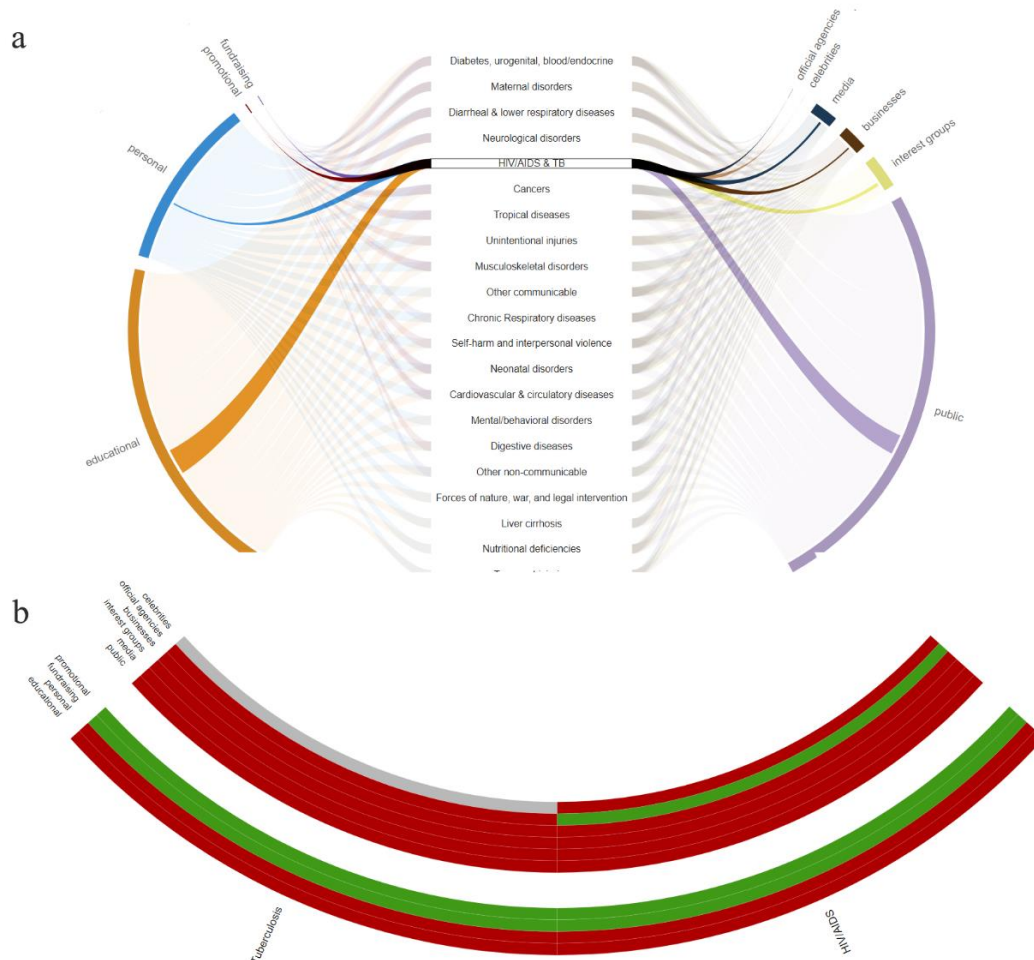 a
fundraising
promotional
personal
educational
Diabetes, urogenital, blood/endocrine
Maternal disorders
Diarrheal & lower respiratory diseases
Neurological disorders
HIV/AIDS & TB
Cancers
Tropical diseases
Unintentional injuries
Musculoskeletal disorders
Other communicable
Chronic Respiratory diseases
Self-harm and interpersonal violence
Neonatal disorders
Cardiovascular & circulatory diseases
Mental/behavioral disorders
Digestive diseases
Other non-communicable
Forces of nature, war, and legal intervention
Liver cirrhosis
Nutritional deficiencies
official agencies
celebrities
media
businesses
interest groups
public
b
celebrities
official agencies
businesses
interest groups
media
public
promotional
fundraising
personal
educational
Tuberculosis
HIV/AIDS